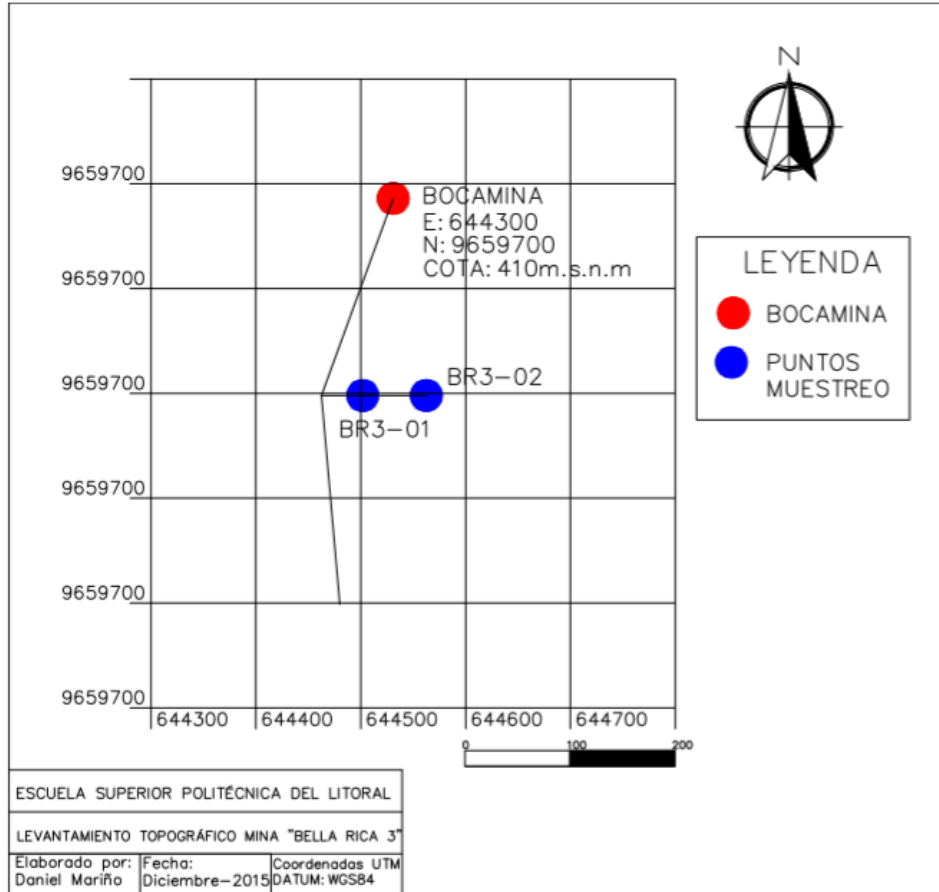 N
9659700
BOCAMINA
E: 644300
N: 9659700
COTA: 410m.s.n.m
9659700
LEYENDA
BOCAMINA
PUNTOS
MUESTREO
9659700
BR3-02
BR3-01
9659700
9659700
9659700
644300
644400
644500
644600
644700
0
100
200
ESCUELA SUPERIOR POLITÉCNICA DEL LITORAL
LEVANTAMIENTO TOPOGRÁFICO MINA "BELLA RICA 3"
Elaborado por:
Daniel Mariño
Fecha:
Diciembre-2015
Coordenadas UTM
DATUM: WGS84